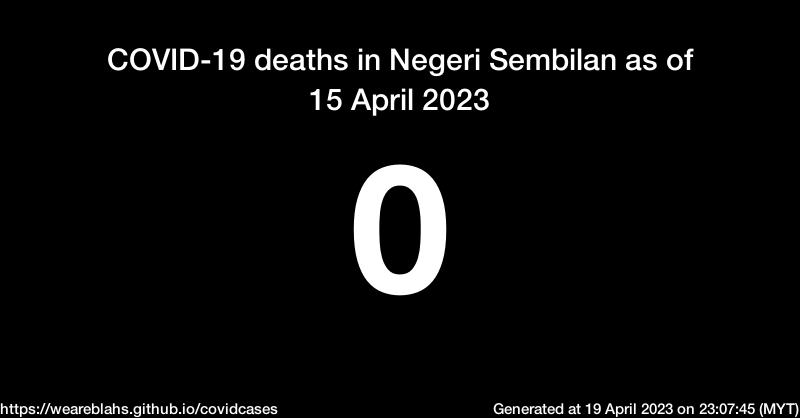 COVID-19 deaths in Negeri Sembilan as of
15 April 2023
0
https://weareblahs.github.io/covidcases
Generated at 19 April 2023 on 23:07:45 (MYT)